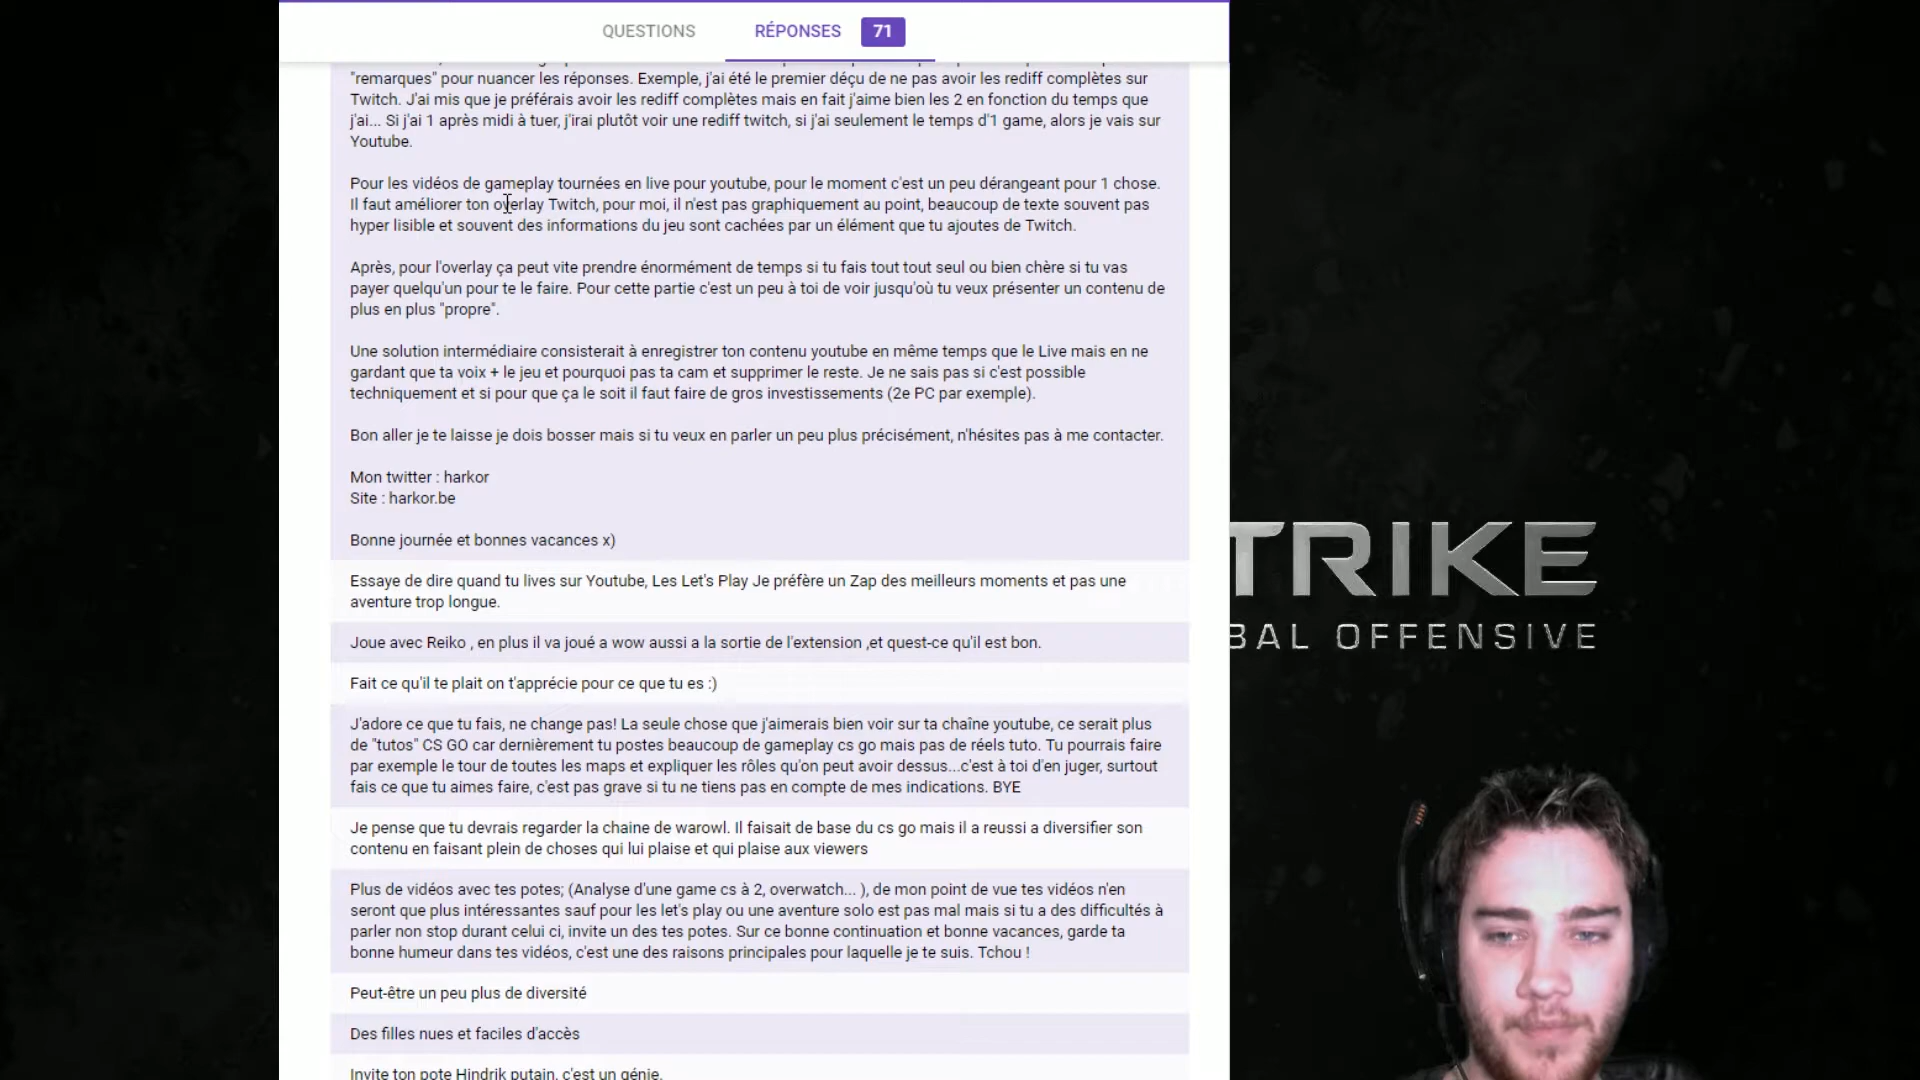 QUESTIONS
RÉPONSES 71
"remarques" pour nuancer les réponses. Exemple, j'ai été le premier déçu de ne pas avoir les rediff complètes sur
Twitch. J'ai mis que je préférais avoir les rediff complètes mais en fait j'aime bien les 2 en fonction du temps que
j'ai... Si j'ai 1 après midi à tuer, j'irai plutôt voir une rediff twitch, si j'ai seulement le temps d'1 game, alors je vais sur
Youtube.
Pour les vidéos de gameplay tournées en live pour youtube, pour le moment c'est un peu dérangeant pour 1 chose.
Il faut améliorer ton overlay Twitch, pour moi, il n'est pas graphiquement au point, beaucoup de texte souvent pas
hyper lisible et souvent des informations du jeu sont cachées par un élément que tu ajoutes de Twitch.
Après, pour l'overlay ça peut vite prendre énormément de temps si tu fais tout tout seul ou bien chère si tu vas
payer quelqu'un pour te le faire. Pour cette partie c'est un peu à toi de voir jusqu'où tu veux présenter un contenu de
plus en plus "propre".
Une solution intermédiaire consisterait à enregistrer ton contenu youtube en même temps que le Live mais en ne
gardant que ta voix + le jeu et pourquoi pas ta cam et supprimer le reste. Je ne sais pas si c'est possible
techniquement et si pour que ça le soit il faut faire de gros investissements (2e PC par exemple).
Bon aller je te laisse je dois bosser mais si tu veux en parler un peu plus précisément, n'hésites pas à me contacter.
Mon twitter : harkor
Site : harkor.be
Bonne journée et bonnes vacances x)
Essaye de dire quand tu lives sur Youtube, Les Let's Play Je préfère un Zap des meilleurs moments et pas une
aventure trop longue.
Joue avec Reiko , en plus il va joué a wow aussi a la sortie de l'extension ,et quest-ce qu'il est bon.
Fait ce qu'il te plait on t'apprécie pour ce que tu es :)
J'adore ce que tu fais, ne change pas! La seule chose que j'aimerais bien voir sur ta chaîne youtube, ce serait plus
de "tutos" CS GO car dernièrement tu postes beaucoup de gameplay cs go mais pas de réels tuto. Tu pourrais faire
par exemple le tour de toutes les maps et expliquer les rôles qu'on peut avoir dessus...c'est à toi d'en juger, surtout
fais ce que tu aimes faire, c'est pas grave si tu ne tiens pas en compte de mes indications. BYE
Je pense que tu devrais regarder la chaine de warowl. Il faisait de base du cs go mais il a reussi a diversifier son
contenu en faisant plein de choses qui lui plaise et qui plaise aux viewers
Plus de vidéos avec tes potes; (Analyse d'une game cs à 2, overwatch... ), de mon point de vue tes vidéos n'en
seront que plus intéressantes sauf pour les let's play ou une aventure solo est pas mal mais si tu a des difficultés à
parler non stop durant celui ci, invite un des tes potes. Sur ce bonne continuation et bonne vacances, garde ta
bonne humeur dans tes vidéos, c'est une des raisons principales pour laquelle je te suis. Tchou !
Peut-être un peu plus de diversité
Des filles nues et faciles d'accès
Invite ton pote Hindrik putain, c'est un génie.
TRIKE
BAL OFFENSIVE